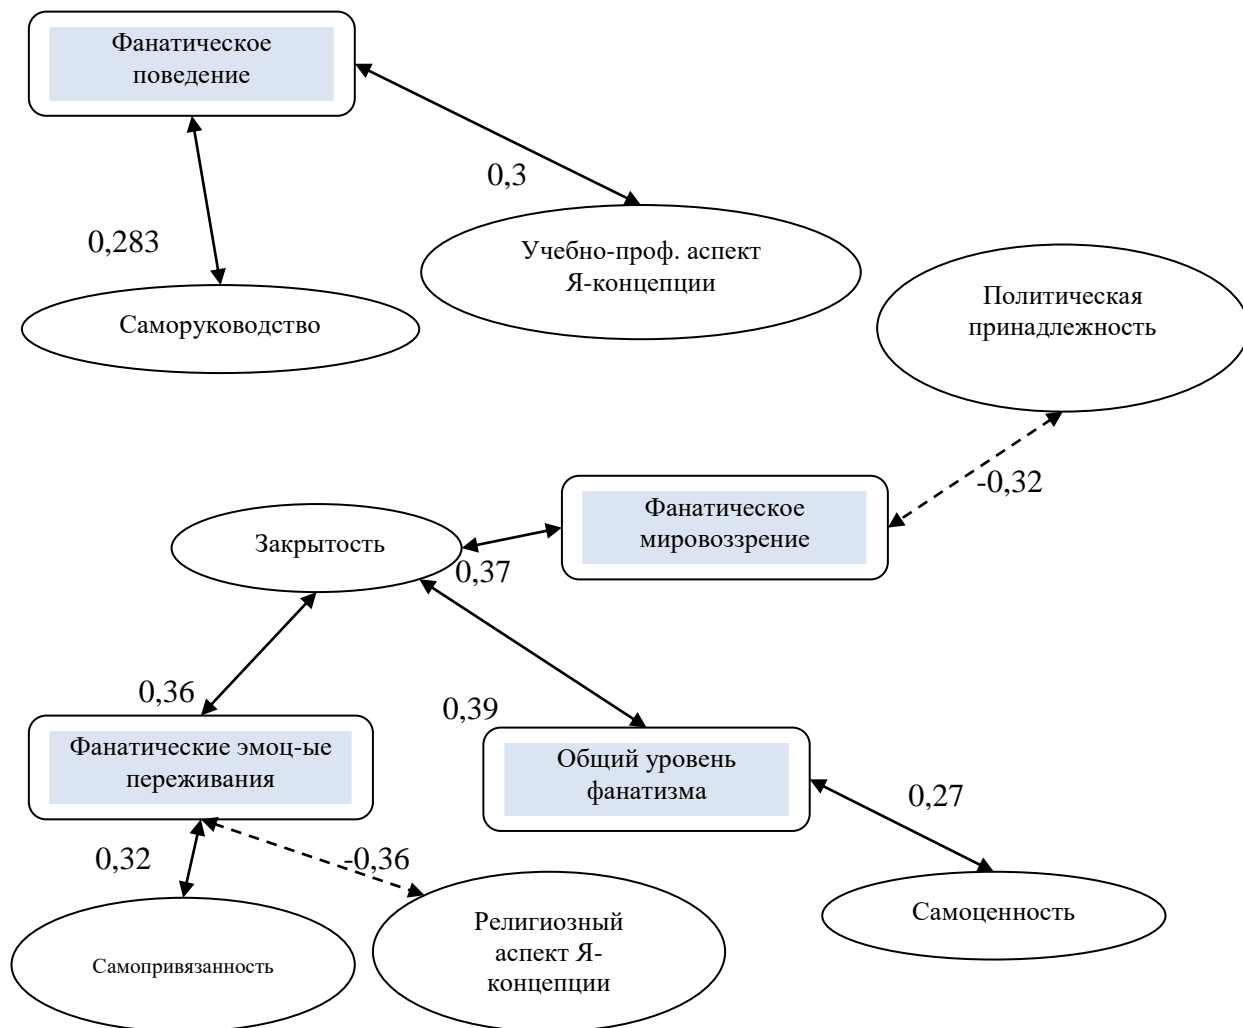 Фанатическое
поведение
0,3
0,283
Учебно-проф. аспект
Я-концепции
Саморуководство
Политическая
принадлежность
-0,32
Фанатическое
мировоззрение
Закрытость
0,37
0,36
0,39
Фанатические эмоц-ые
переживания
Общий уровень
фанатизма
0,27
0,32
-0,36
Самопривязанность
Религиозный
аспект Я-
концепции
Самоценность